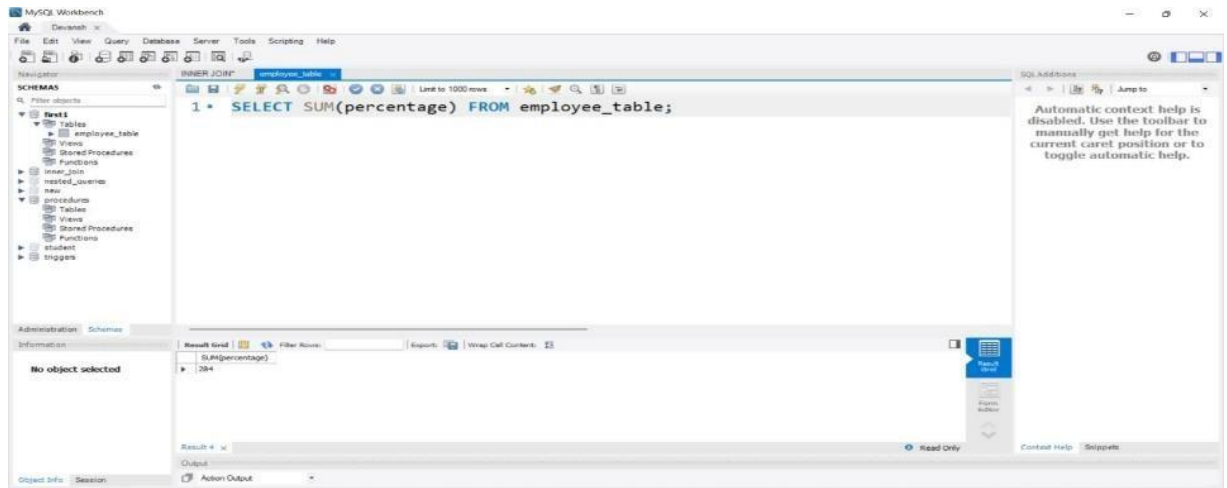 MySQL Workbench
Devansh
File Edit View Query Database Server Tools Scripting Help
Navigator
SCHEMAS
Filter objects
first1
Tables
employee_table
Views
Stored Procedures
Functions
inner_join
nested_queries
new
procedures
Tables
Views
Stored Procedures
Functions
student
triggers
Administration Schemas
Information
No object selected
Object Info Session
INNER JOIN* employee_table
Limit to 1000 rows
1 SELECT SUM(percentage) FROM employee_table;
Result Grid Filter Rows: Export: Wrap Cell Content:
SUM(percentage)
284
Result Grid
Form Editor
Result 4 Read Only
Output
Action Output
SQL Additions
Jump to
Automatic context help is
disabled. Use the toolbar to
manually get help for the
current caret position or to
toggle automatic help.
Context Help Snippets